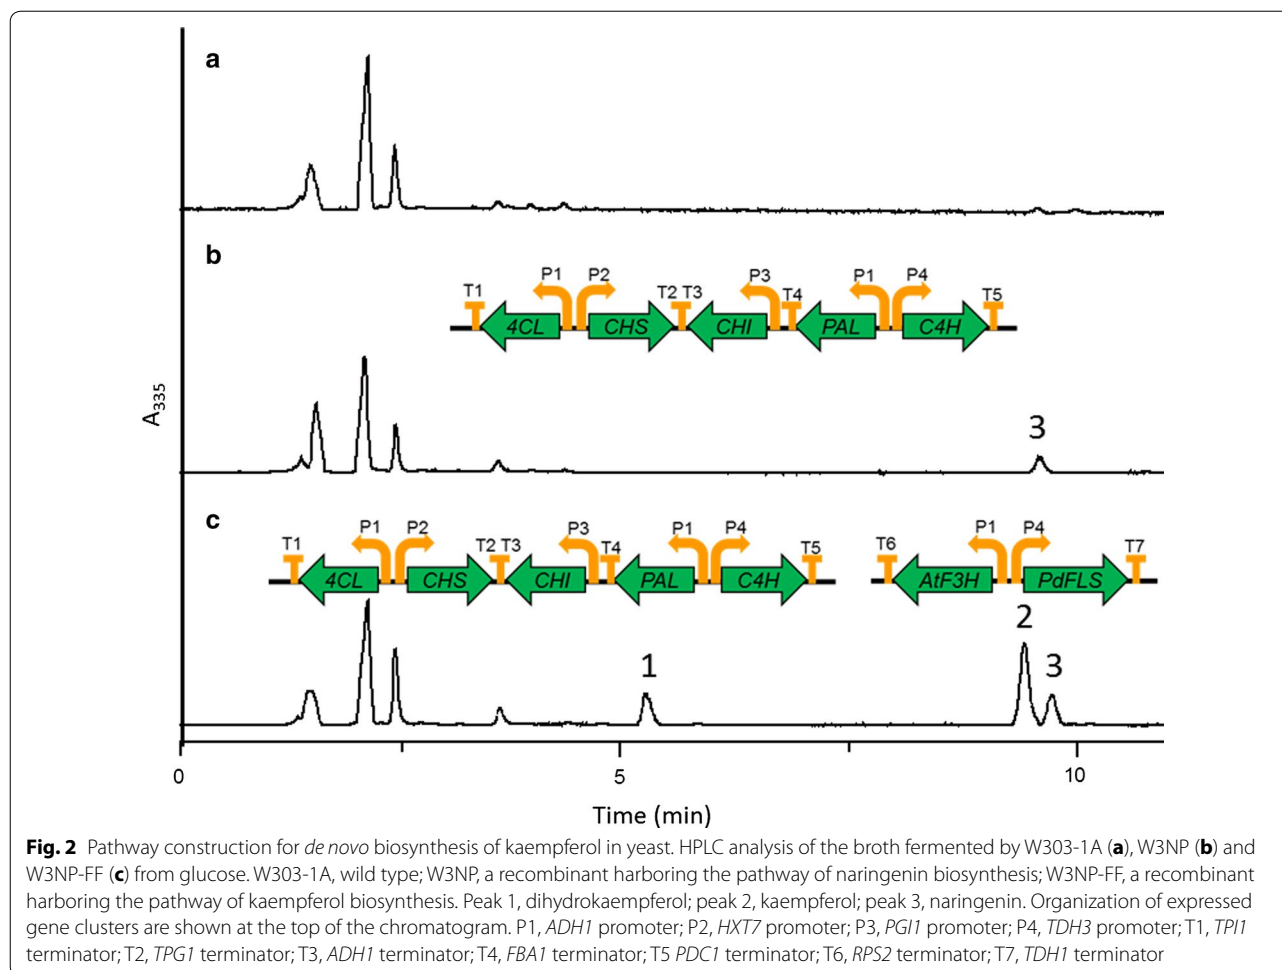 a
b
T1 P1 P2 T2 T3 P3 T4 P1 P4 T5
4CL CHS CHI PAL C4H
A335
3
c
T1 P1 P2 T2 T3 P3 T4 P1 P4 T5 T6 P1 P4 T7
4CL CHS CHI PAL C4H AtF3H PdFLS
2
1 3
0 5 10
Time (min)
Fig. 2 Pathway construction for de novo biosynthesis of kaempferol in yeast. HPLC analysis of the broth fermented by W303-1A (a), W3NP (b) and
W3NP-FF (c) from glucose. W303-1A, wild type; W3NP, a recombinant harboring the pathway of naringenin biosynthesis; W3NP-FF, a recombinant
harboring the pathway of kaempferol biosynthesis. Peak 1, dihydrokaempferol; peak 2, kaempferol; peak 3, naringenin. Organization of expressed
gene clusters are shown at the top of the chromatogram. P1, ADH1 promoter; P2, HXT7 promoter; P3, PGI1 promoter; P4, TDH3 promoter; T1, TPI1
terminator; T2, TPG1 terminator; T3, ADH1 terminator; T4, FBA1 terminator; T5 PDC1 terminator; T6, RPS2 terminator; T7, TDH1 terminator